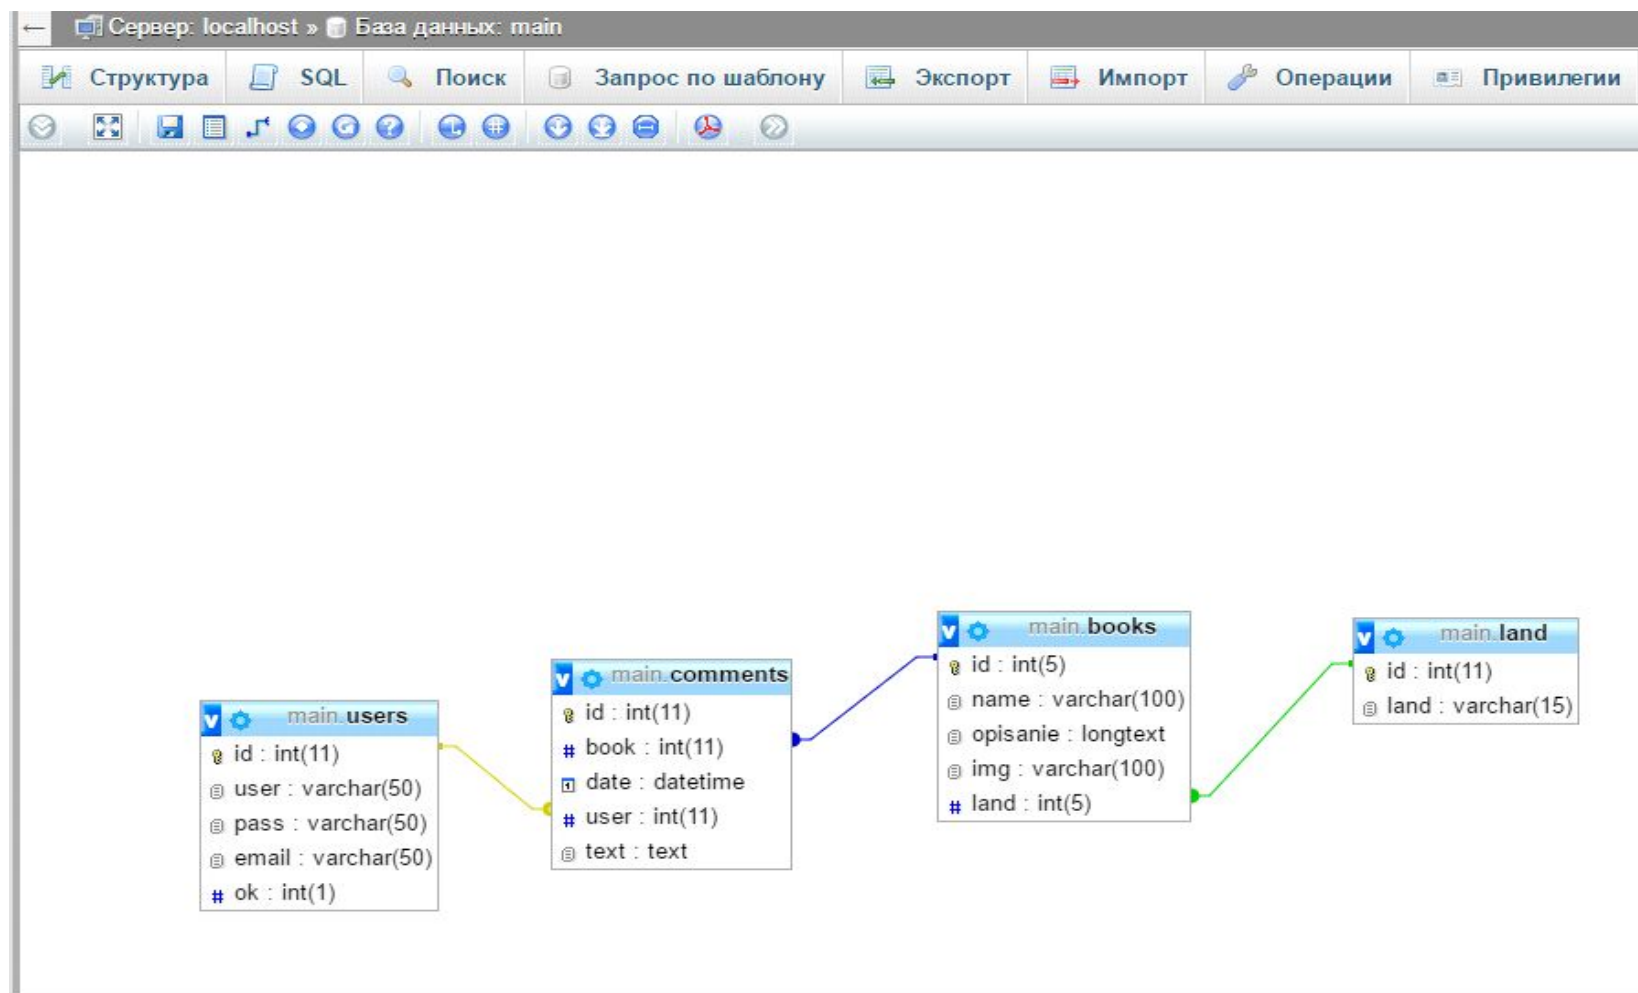 Сервер: localhost » База данных: main
Структура SQL Поиск Запрос по шаблону Экспорт Импорт Операции Привилегии
main.users
id : int(11)
user : varchar(50)
pass : varchar(50)
email : varchar(50)
# ok : int(1)
main.comments
id : int(11)
# book : int(11)
date : datetime
# user : int(11)
text : text
main.books
id : int(5)
name : varchar(100)
opisanie : longtext
img : varchar(100)
# land : int(5)
main.land
id : int(11)
land : varchar(15)